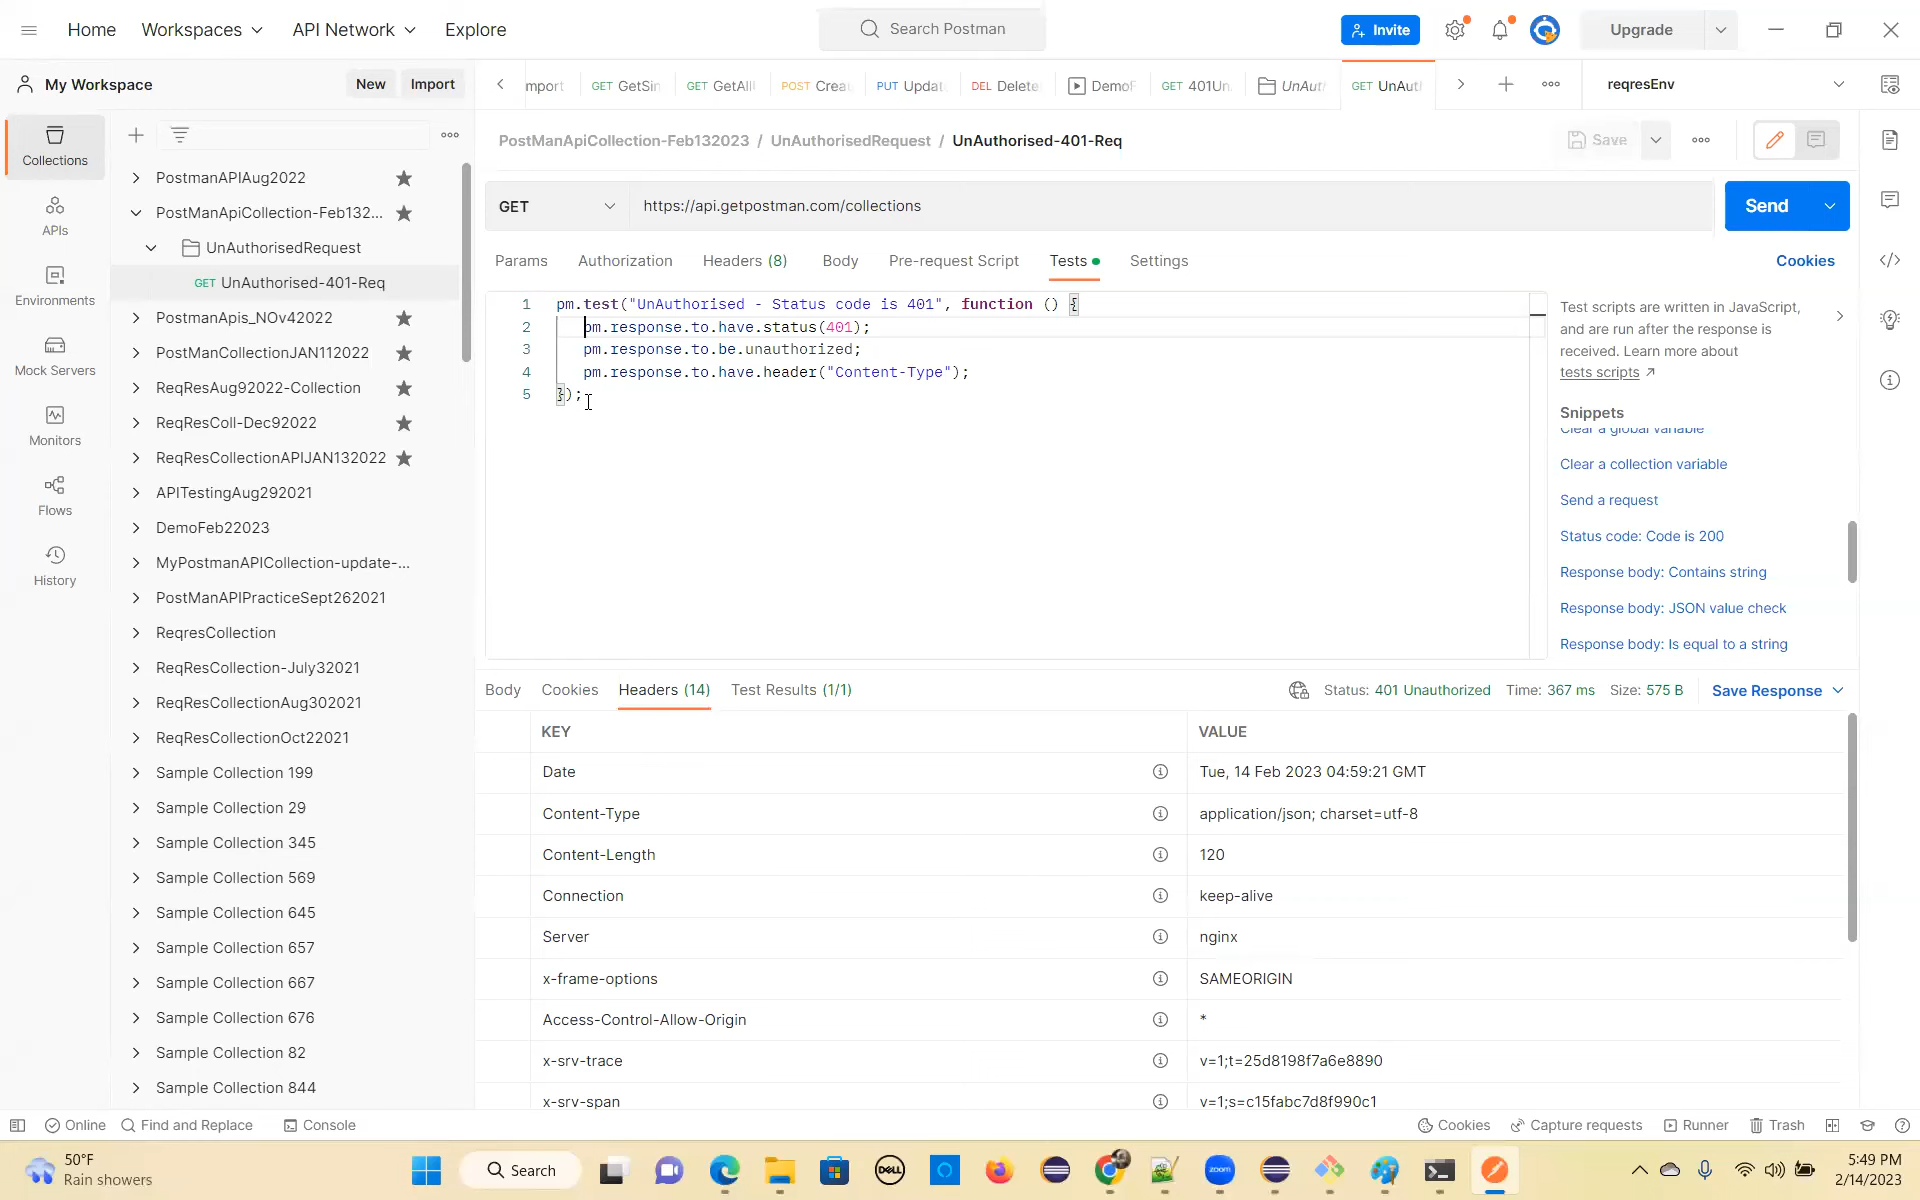 Home
Workspaces
API Network
Explore
Search Postman
Invite
Upgrade
My Workspace
New
Import
GET GetSin
GET GetAll
POST Crea
PUT Updat
DEL Delete
DemoF
GET 401Un
UnAut
GET UnAut
reqresEnv
Collections
APIs
Environments
Mock Servers
Monitors
Flows
History
PostmanAPIAug2022
PostManApiCollection-Feb132...
UnAuthorisedRequest
GET UnAuthorised-401-Req
PostmanApis_NOv42022
PostManCollectionJAN112022
ReqResAug92022-Collection
ReqResColl-Dec92022
ReqResCollectionAPIJAN132022
APITestingAug292021
DemoFeb22023
MyPostmanAPICollection-update-...
PostManAPIPracticeSept262021
ReqresCollection
ReqResCollection-July32021
ReqResCollectionAug302021
ReqResCollectionOct22021
Sample Collection 199
Sample Collection 29
Sample Collection 345
Sample Collection 569
Sample Collection 645
Sample Collection 657
Sample Collection 667
Sample Collection 676
Sample Collection 82
Sample Collection 844
PostManApiCollection-Feb132023 / UnAuthorisedRequest / UnAuthorised-401-Req
Save
GET
https://api.getpostman.com/collections
Send
Params
Authorization
Headers (8)
Body
Pre-request Script
Tests
Settings
Cookies
1 pm.test("UnAuthorised - Status code is 401", function () {
2 pm.response.to.have.status(401);
3 pm.response.to.be.unauthorized;
4 pm.response.to.have.header("Content-Type");
5 });
Test scripts are written in JavaScript,
and are run after the response is
received. Learn more about
tests scripts
Snippets
Clear a global variable
Clear a collection variable
Send a request
Status code: Code is 200
Response body: Contains string
Response body: JSON value check
Response body: Is equal to a string
Body
Cookies
Headers (14)
Test Results (1/1)
Status: 401 Unauthorized
Time: 367 ms
Size: 575 B
Save Response
KEY VALUE
Date Tue, 14 Feb 2023 04:59:21 GMT
Content-Type application/json; charset=utf-8
Content-Length 120
Connection keep-alive
Server nginx
x-frame-options SAMEORIGIN
Access-Control-Allow-Origin *
x-srv-trace v=1;t=25d8198f7a6e8890
x-srv-span v=1;s=c15fabc7d8f990c1
Online
Find and Replace
Console
Cookies
Capture requests
Runner
Trash
50°F
Rain showers
Search
DELL
zoom
5:49 PM
2/14/2023